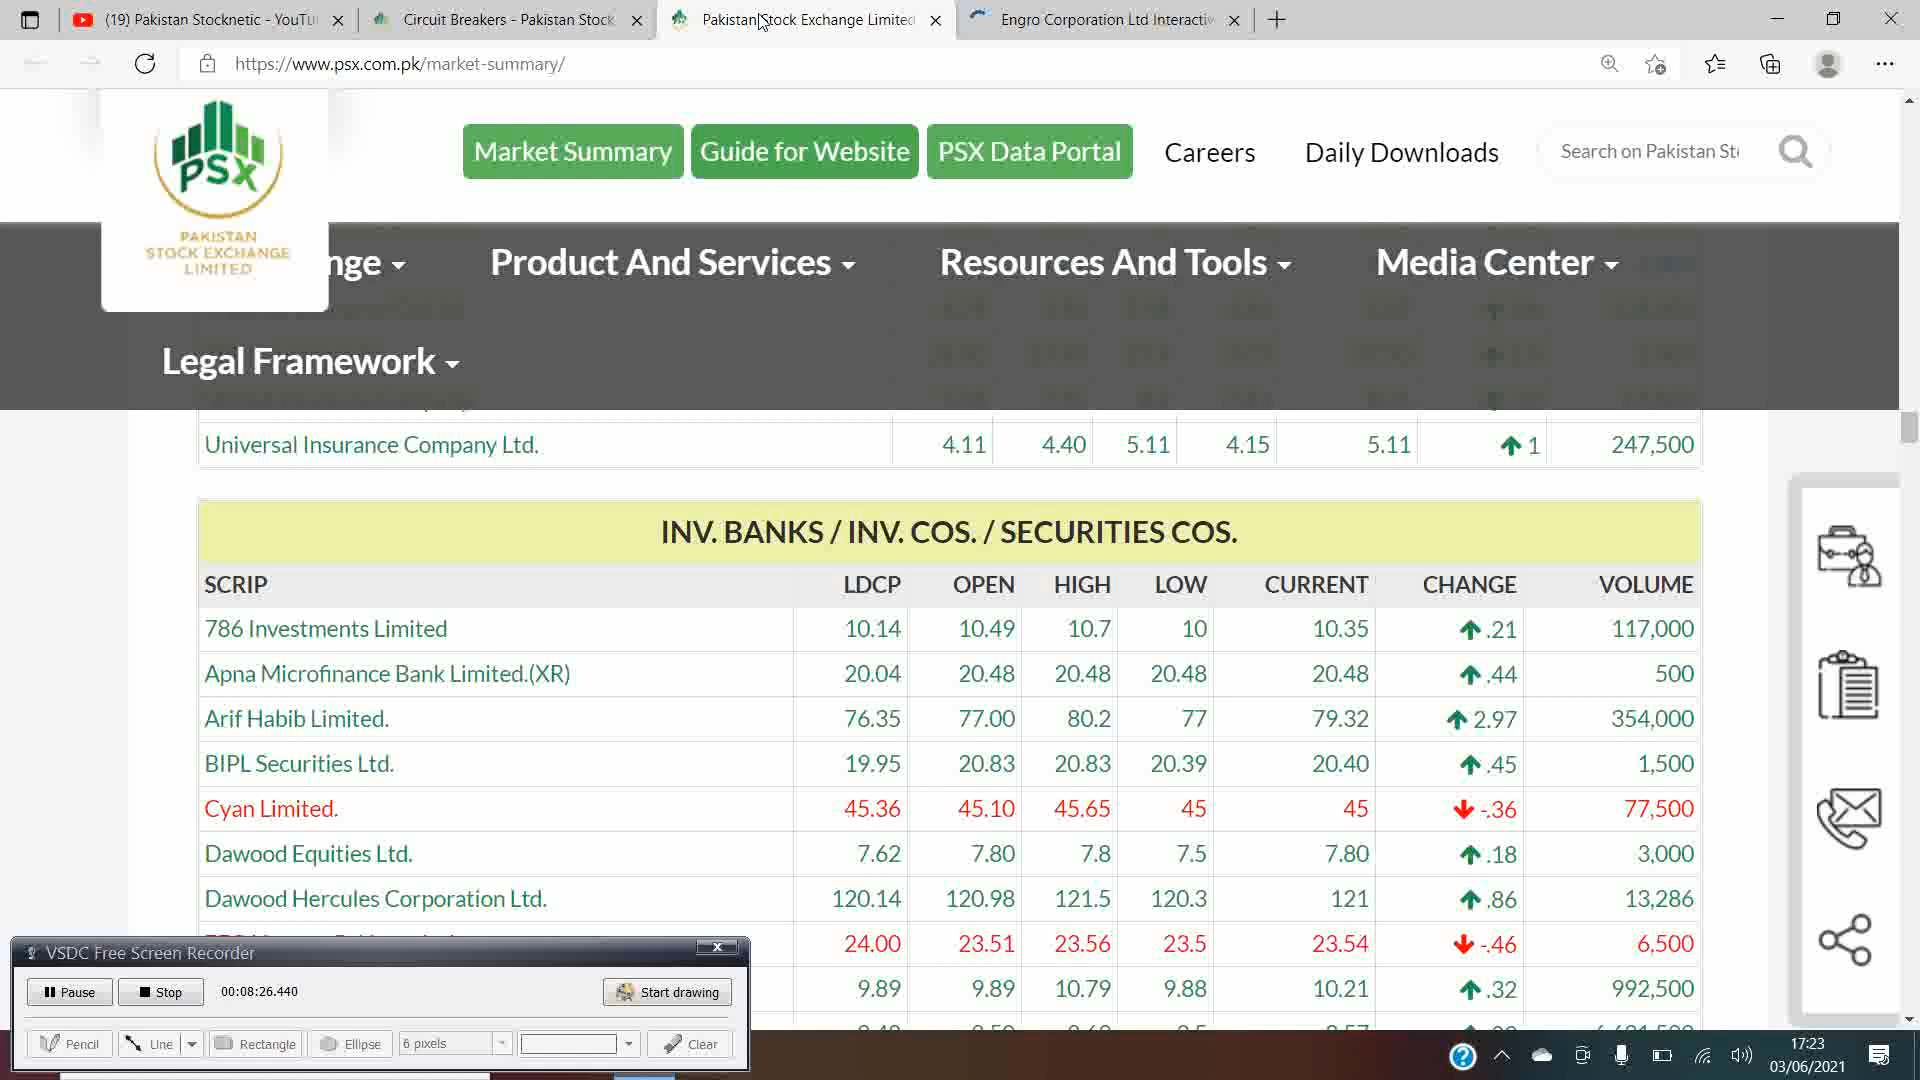 (19) Pakistan Stocknetic - YouTu
Circuit Breakers - Pakistan Stock
Pakistan Stock Exchange Limited
Engro Corporation Ltd Interactiv
https://www.psx.com.pk/market-summary/
PSX
PAKISTAN
STOCK EXCHANGE
LIMITED
Market Summary
Guide for Website
PSX Data Portal
Careers
Daily Downloads
Search on Pakistan Sto
nge
Product And Services
Resources And Tools
Media Center
Legal Framework
Universal Insurance Company Ltd. 4.11 4.40 5.11 4.15 5.11 1 247,500
INV. BANKS / INV. COS. / SECURITIES COS.
SCRIP LDCP OPEN HIGH LOW CURRENT CHANGE VOLUME
786 Investments Limited 10.14 10.49 10.7 10 10.35 .21 117,000
Apna Microfinance Bank Limited.(XR) 20.04 20.48 20.48 20.48 20.48 .44 500
Arif Habib Limited. 76.35 77.00 80.2 77 79.32 2.97 354,000
BIPL Securities Ltd. 19.95 20.83 20.83 20.39 20.40 .45 1,500
Cyan Limited. 45.36 45.10 45.65 45 45 -.36 77,500
Dawood Equities Ltd. 7.62 7.80 7.8 7.5 7.80 .18 3,000
Dawood Hercules Corporation Ltd. 120.14 120.98 121.5 120.3 121 .86 13,286
24.00 23.51 23.56 23.5 23.54 -.46 6,500
9.89 9.89 10.79 9.88 10.21 .32 992,500
VSDC Free Screen Recorder
Pause
Stop
00:08:26.440
Start drawing
Pencil
Line
Rectangle
Ellipse
6 pixels
Clear
17:23
03/06/2021